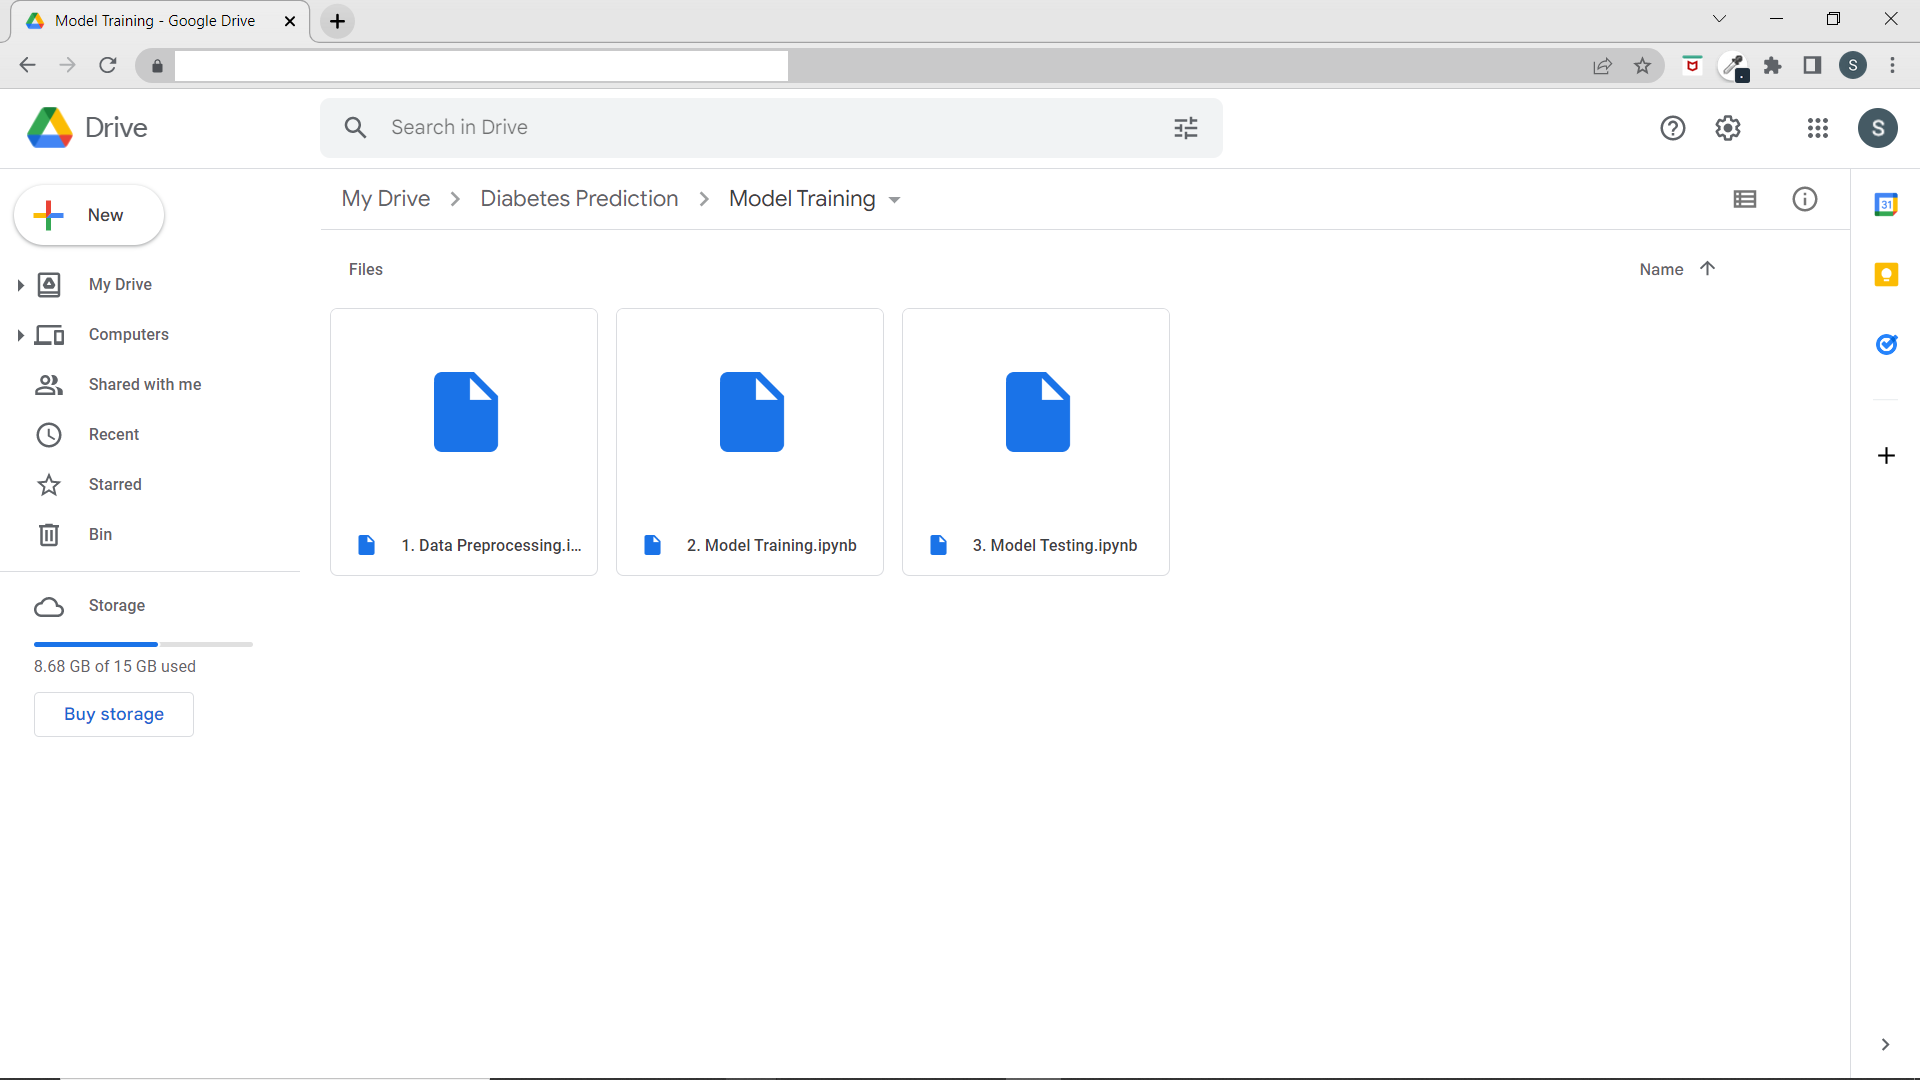 Model Training - Google Drive
S
Drive
Search in Drive
S
New
My Drive
Computers
Shared with me
Recent
Starred
Bin
Storage
8.68 GB of 15 GB used
Buy storage
My Drive > Diabetes Prediction > Model Training
Files
Name
1. Data Preprocessing.i...
2. Model Training.ipynb
3. Model Testing.ipynb
31